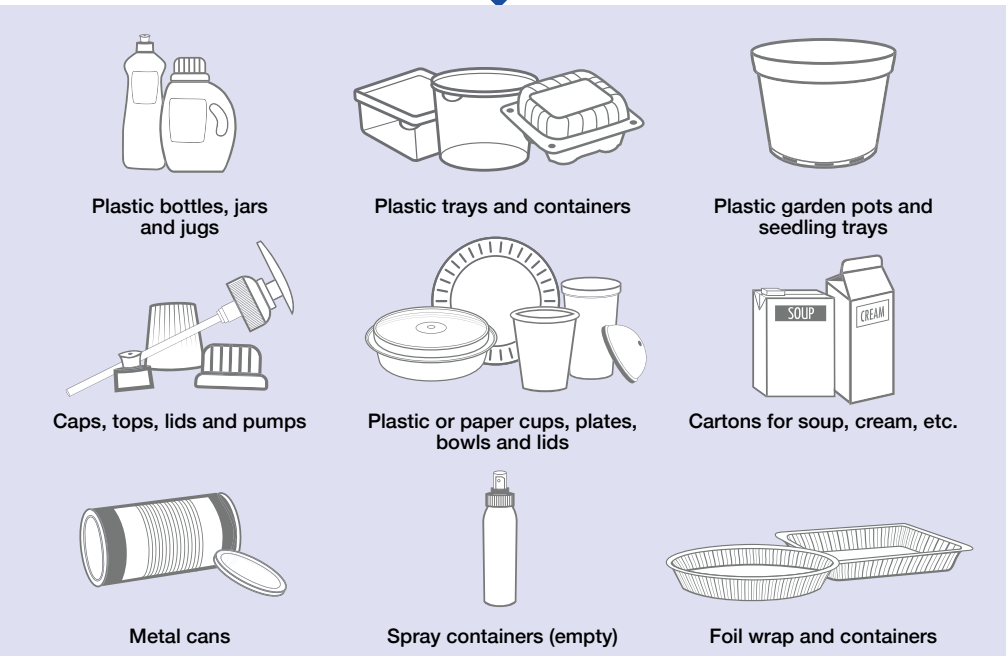 Plastic bottles, jars
and jugs
Plastic trays and containers
Plastic garden pots and
seedling trays
Caps, tops, lids and pumps
Plastic or paper cups, plates,
bowls and lids
SOUP
CREAM
Cartons for soup, cream, etc.
Metal cans
Spray containers (empty)
Foil wrap and containers